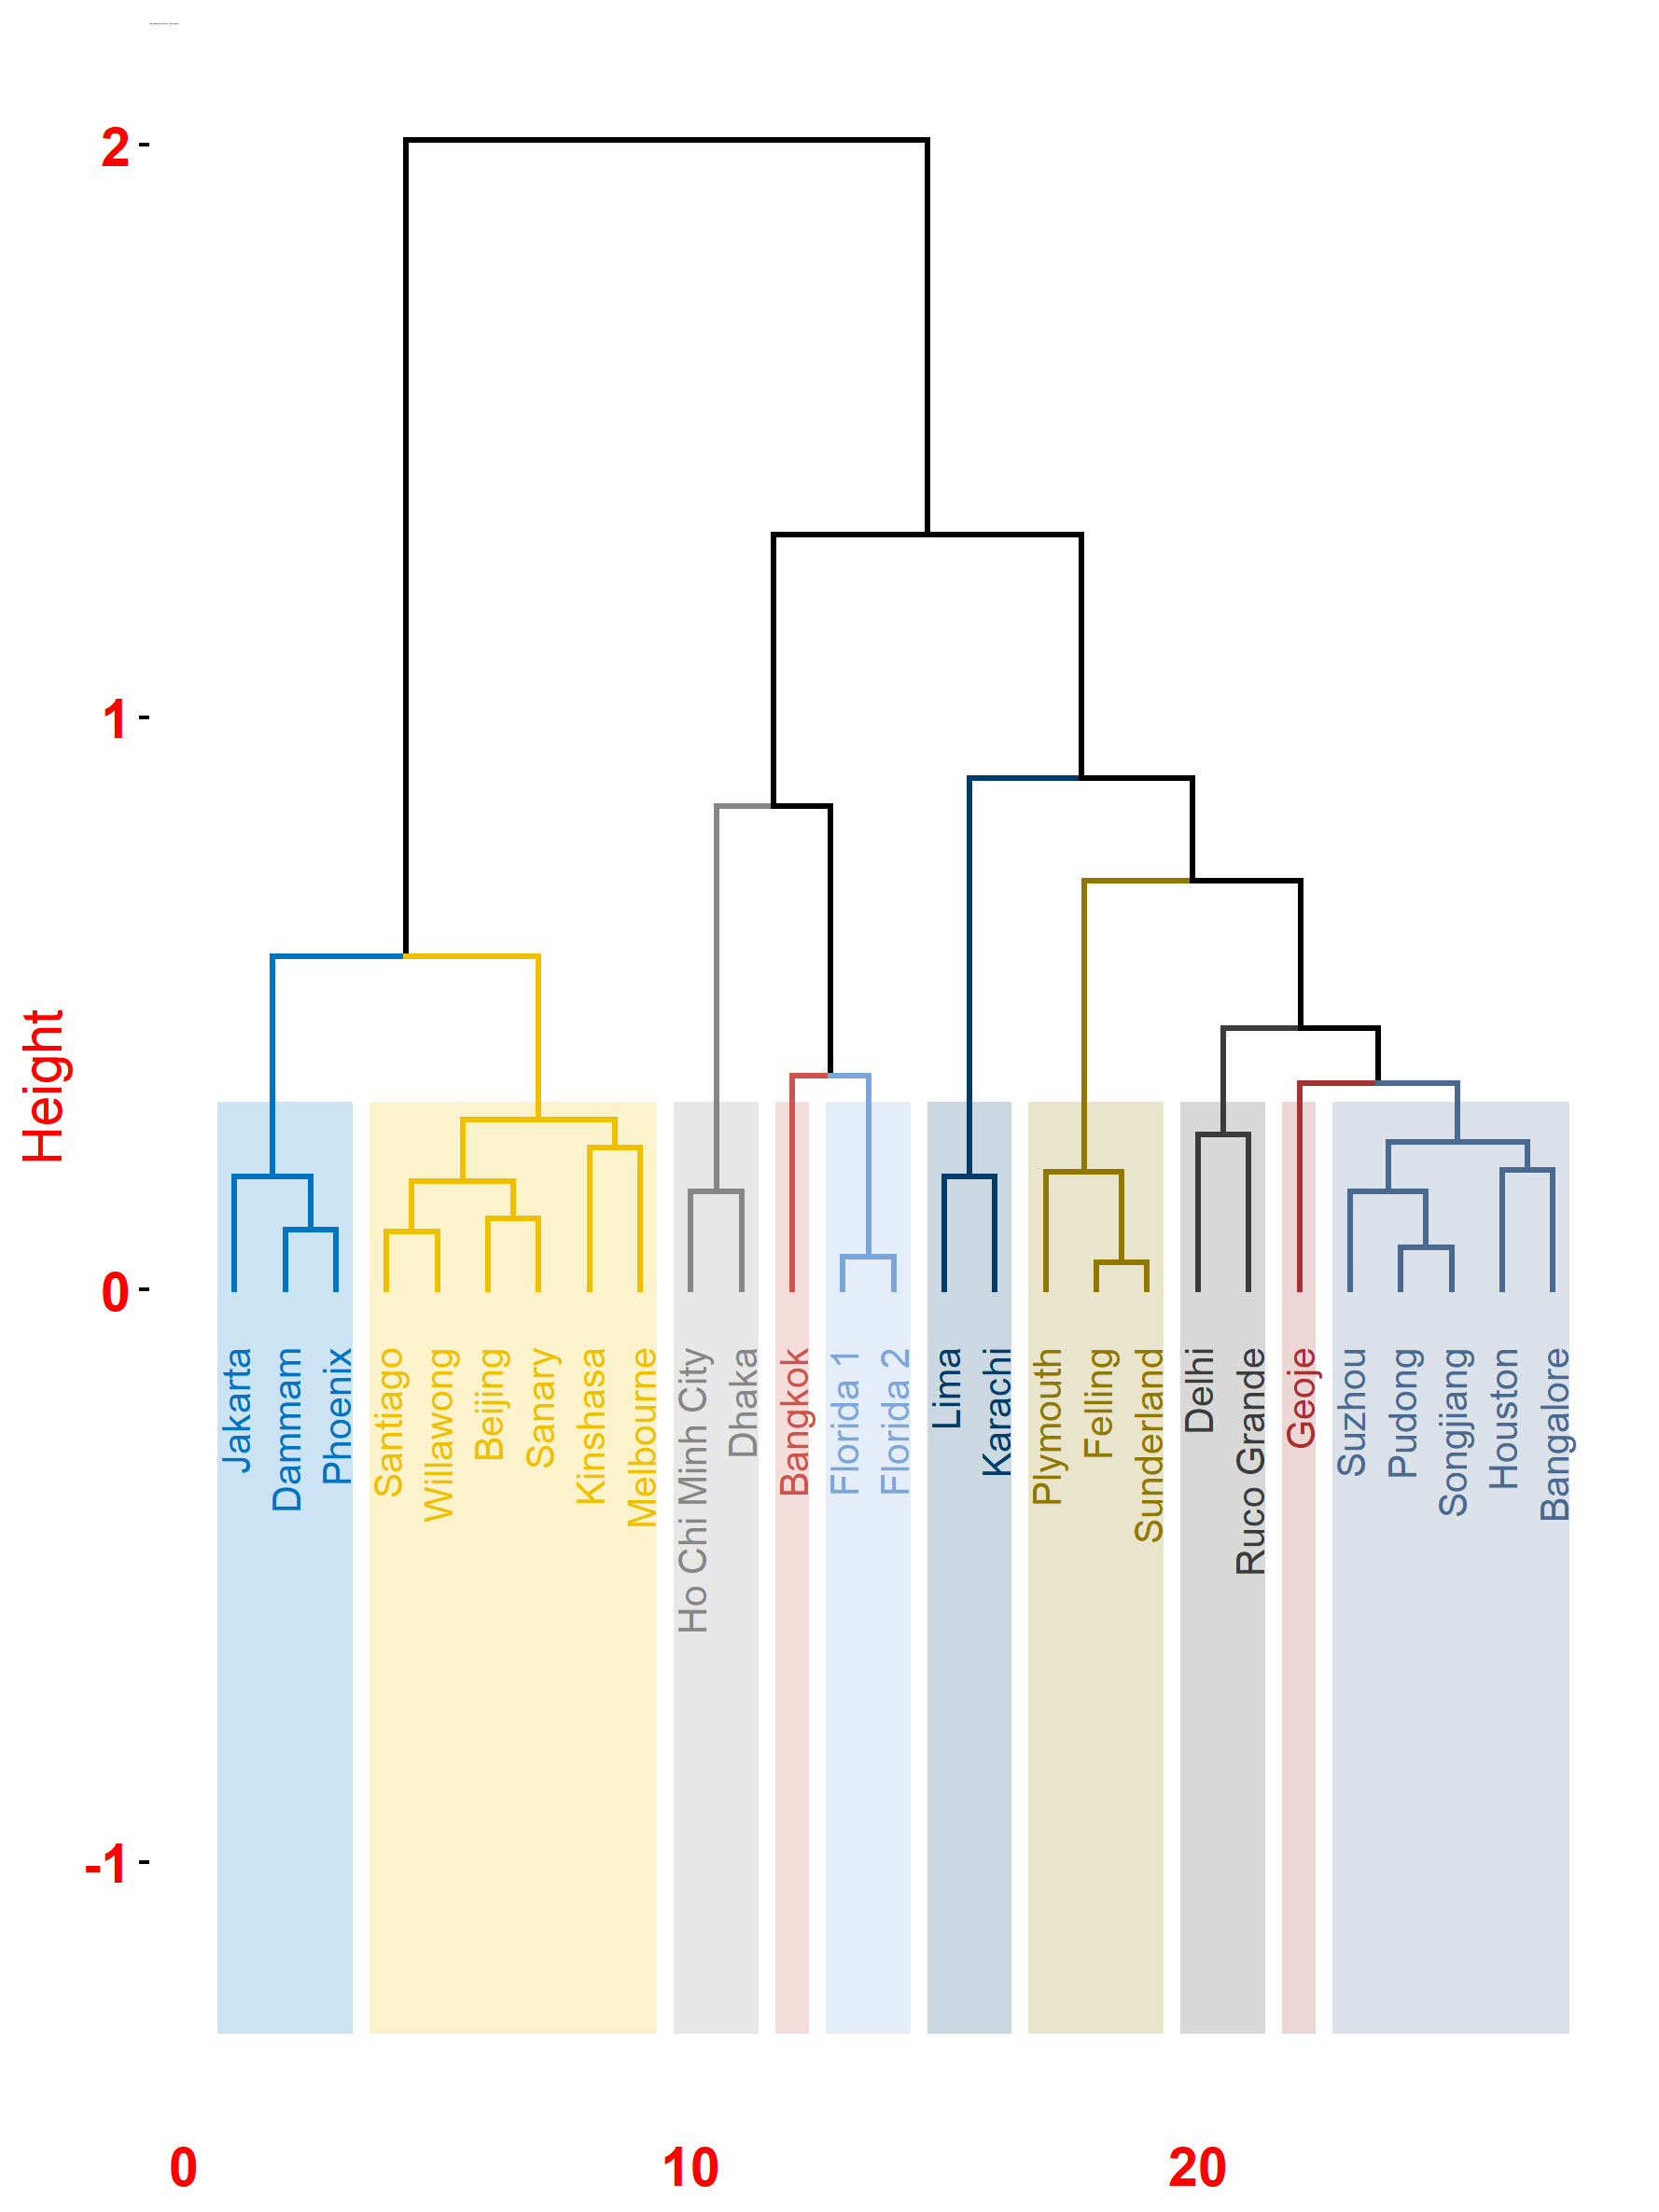 2
1
0
-1
Height
Jakarta
Dammam
Phoenix
Santiago
Willawong
Beijing
Sanary
Kinshasa
Melbourne
Ho Chi Minh City
Dhaka
Bangkok
Florida 1
Florida 2
Lima
Karachi
Plymouth
Felling
Sunderland
Delhi
Ruco Grande
Geoje
Suzhou
Pudong
Songjiang
Houston
Bangalore
0 10 20